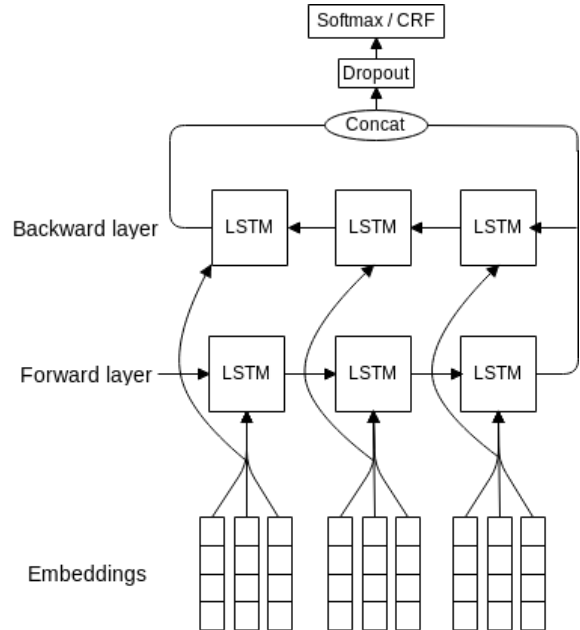 Softmax / CRF
Dropout
Concat
Backward layer
LSTM
LSTM
LSTM
Forward layer
LSTM
LSTM
LSTM
Embeddings